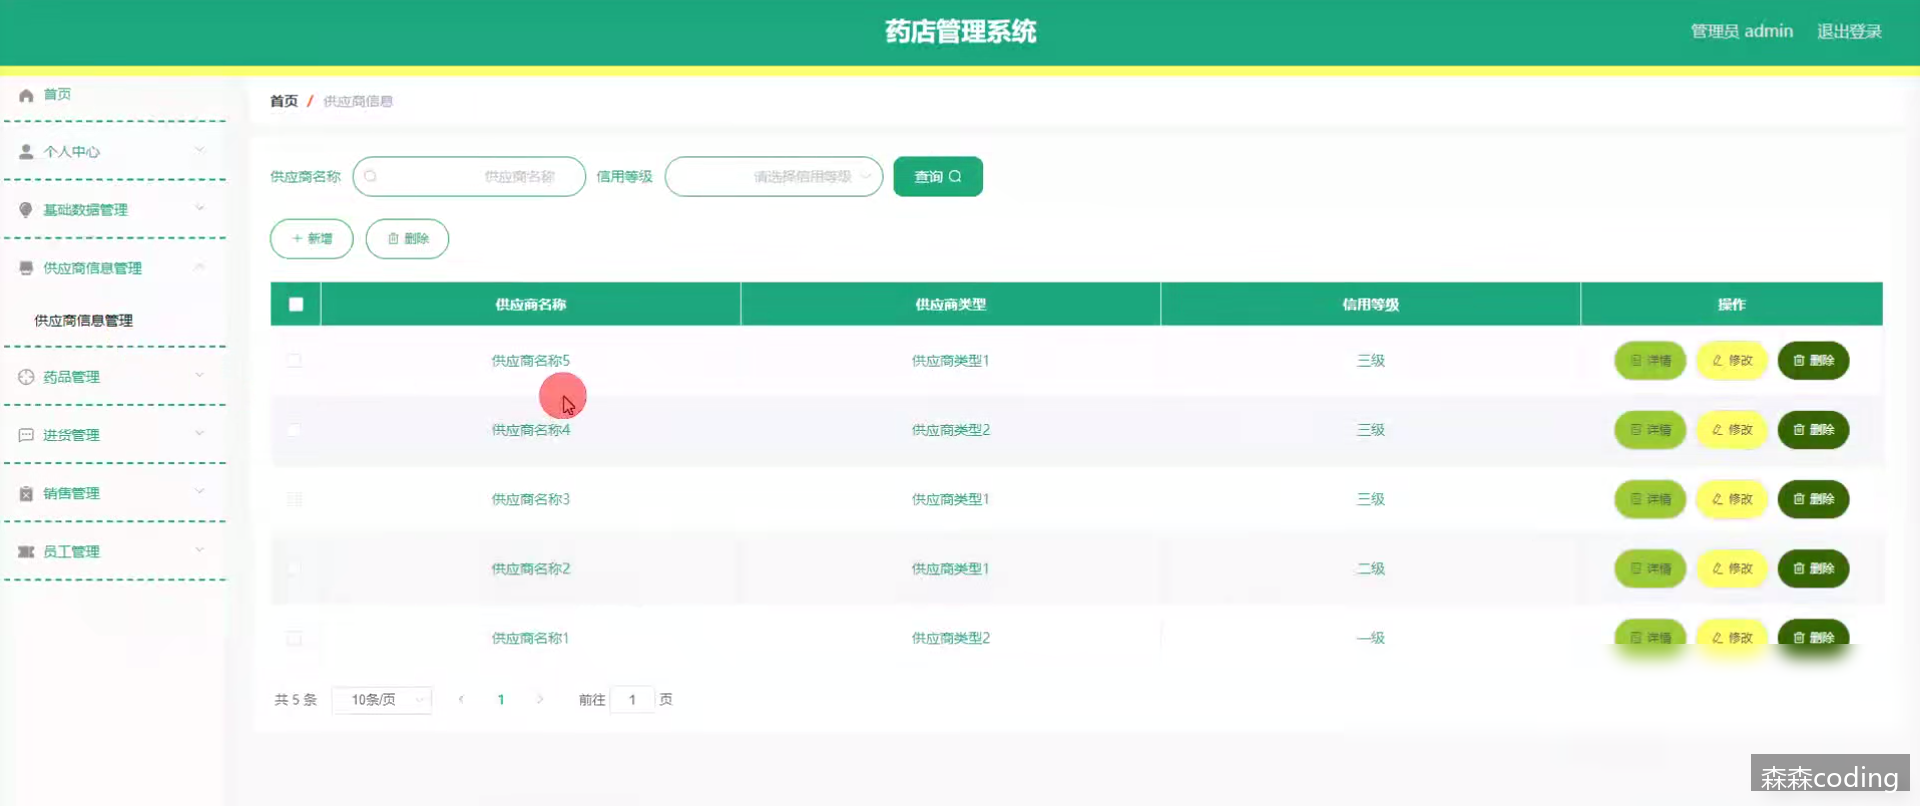 药店管理系统
管理员 admin 退出登录
首页
个人中心
基础数据管理
供应商信息管理
供应商信息管理
药品管理
进货管理
销售管理
员工管理
首页 / 供应商信息
供应商名称 供应商名称 信用等级 请选择信用等级 查询
新增 删除
供应商名称 供应商类型 信用等级 操作
供应商名称5 供应商类型1 三级 详情 修改 删除
供应商名称4 供应商类型2 三级 详情 修改 删除
供应商名称3 供应商类型1 三级 详情 修改 删除
供应商名称2 供应商类型1 二级 详情 修改 删除
供应商名称1 供应商类型2 一级 详情 修改 删除
共 5 条 10条/页 1 前往 1 页
森森coding